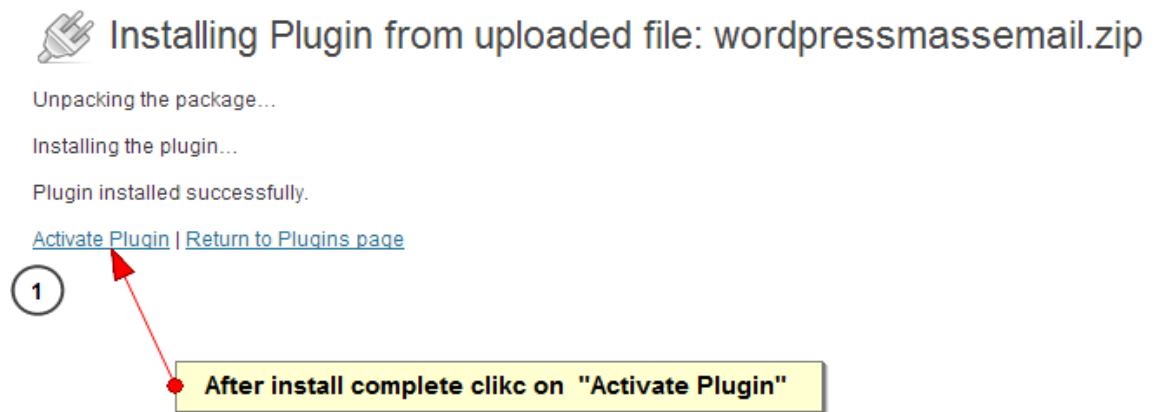 Installing Plugin from uploaded file: wordpressmassemail.zip
Unpacking the package...
Installing the plugin...
Plugin installed successfully.
Activate Plugin | Return to Plugins page
1
After install complete clikc on "Activate Plugin"